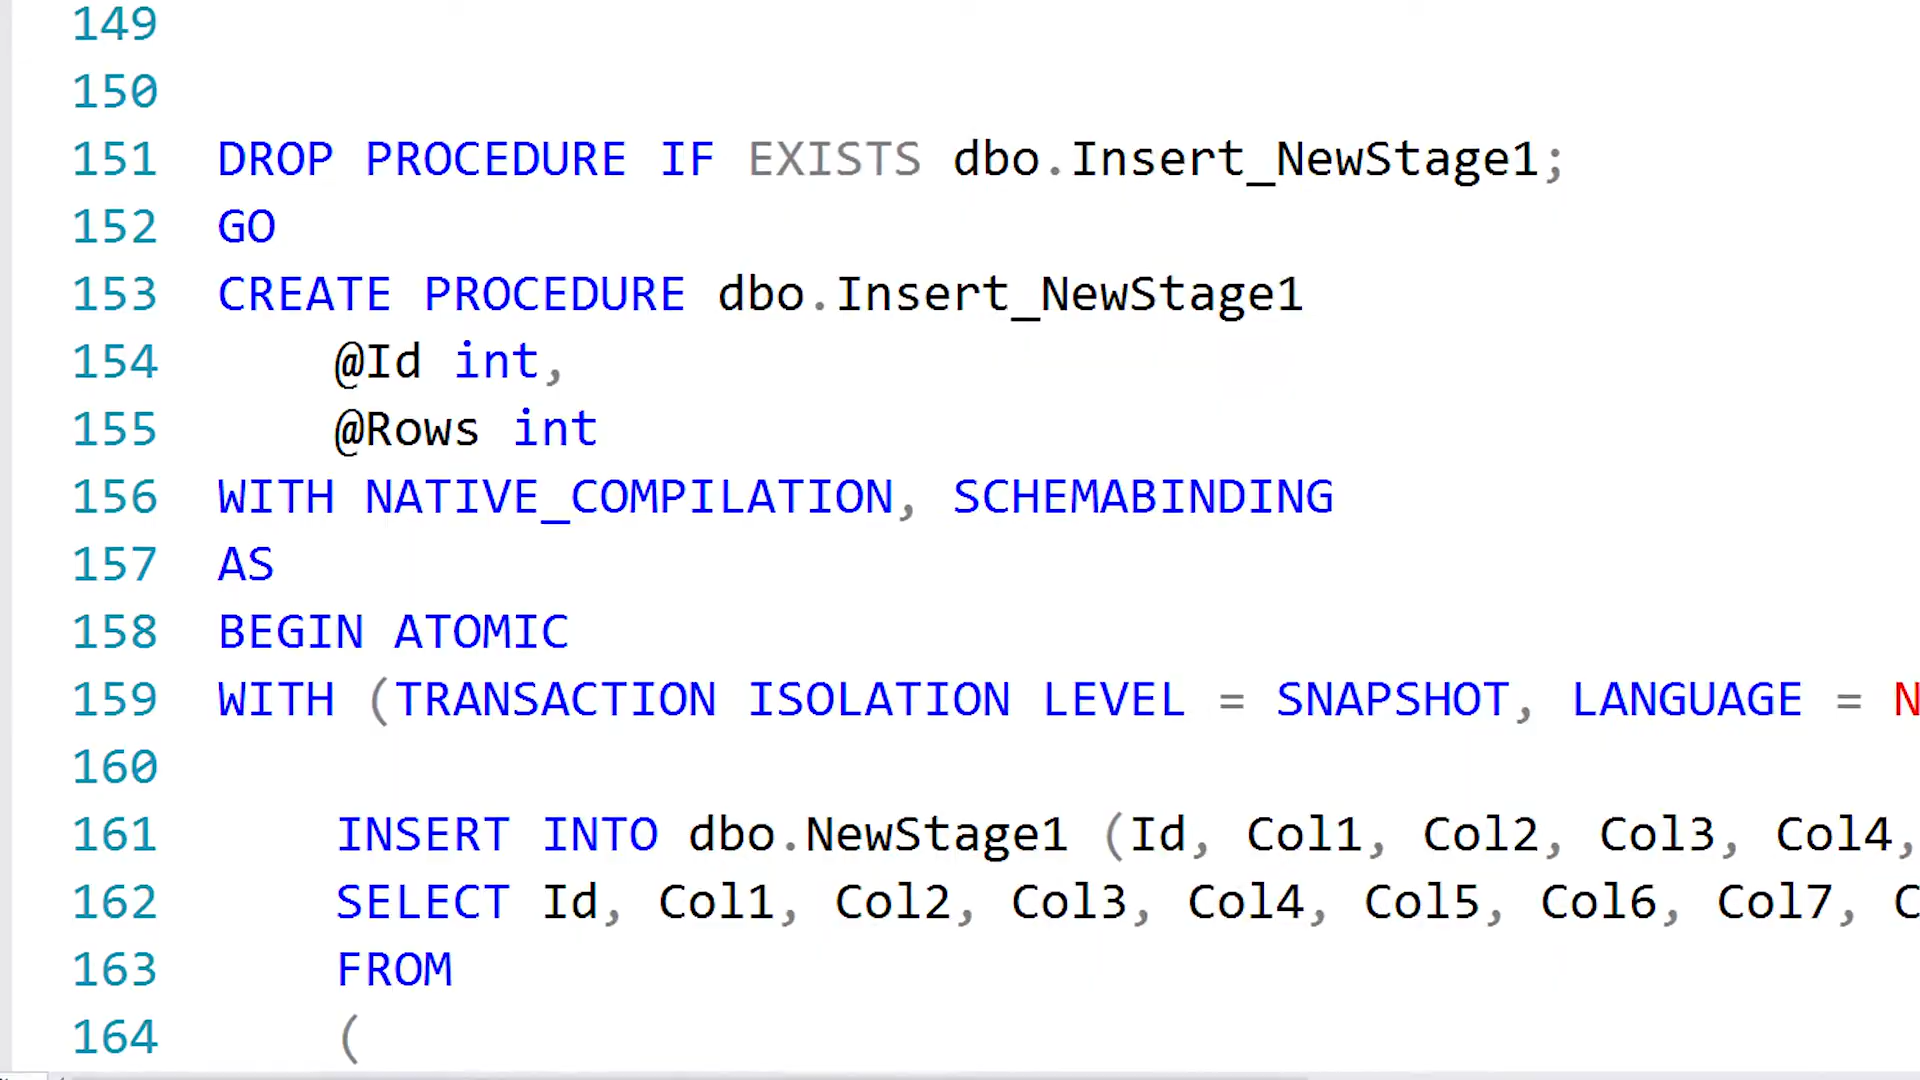 149
150
151 DROP PROCEDURE IF EXISTS dbo.Insert_NewStage1;
152 GO
153 CREATE PROCEDURE dbo.Insert_NewStage1
154 @Id int,
155 @Rows int
156 WITH NATIVE_COMPILATION, SCHEMABINDING
157 AS
158 BEGIN ATOMIC
159 WITH (TRANSACTION ISOLATION LEVEL = SNAPSHOT, LANGUAGE = N
160
161 INSERT INTO dbo.NewStage1 (Id, Col1, Col2, Col3, Col4,
162 SELECT Id, Col1, Col2, Col3, Col4, Col5, Col6, Col7, C
163 FROM
164 (